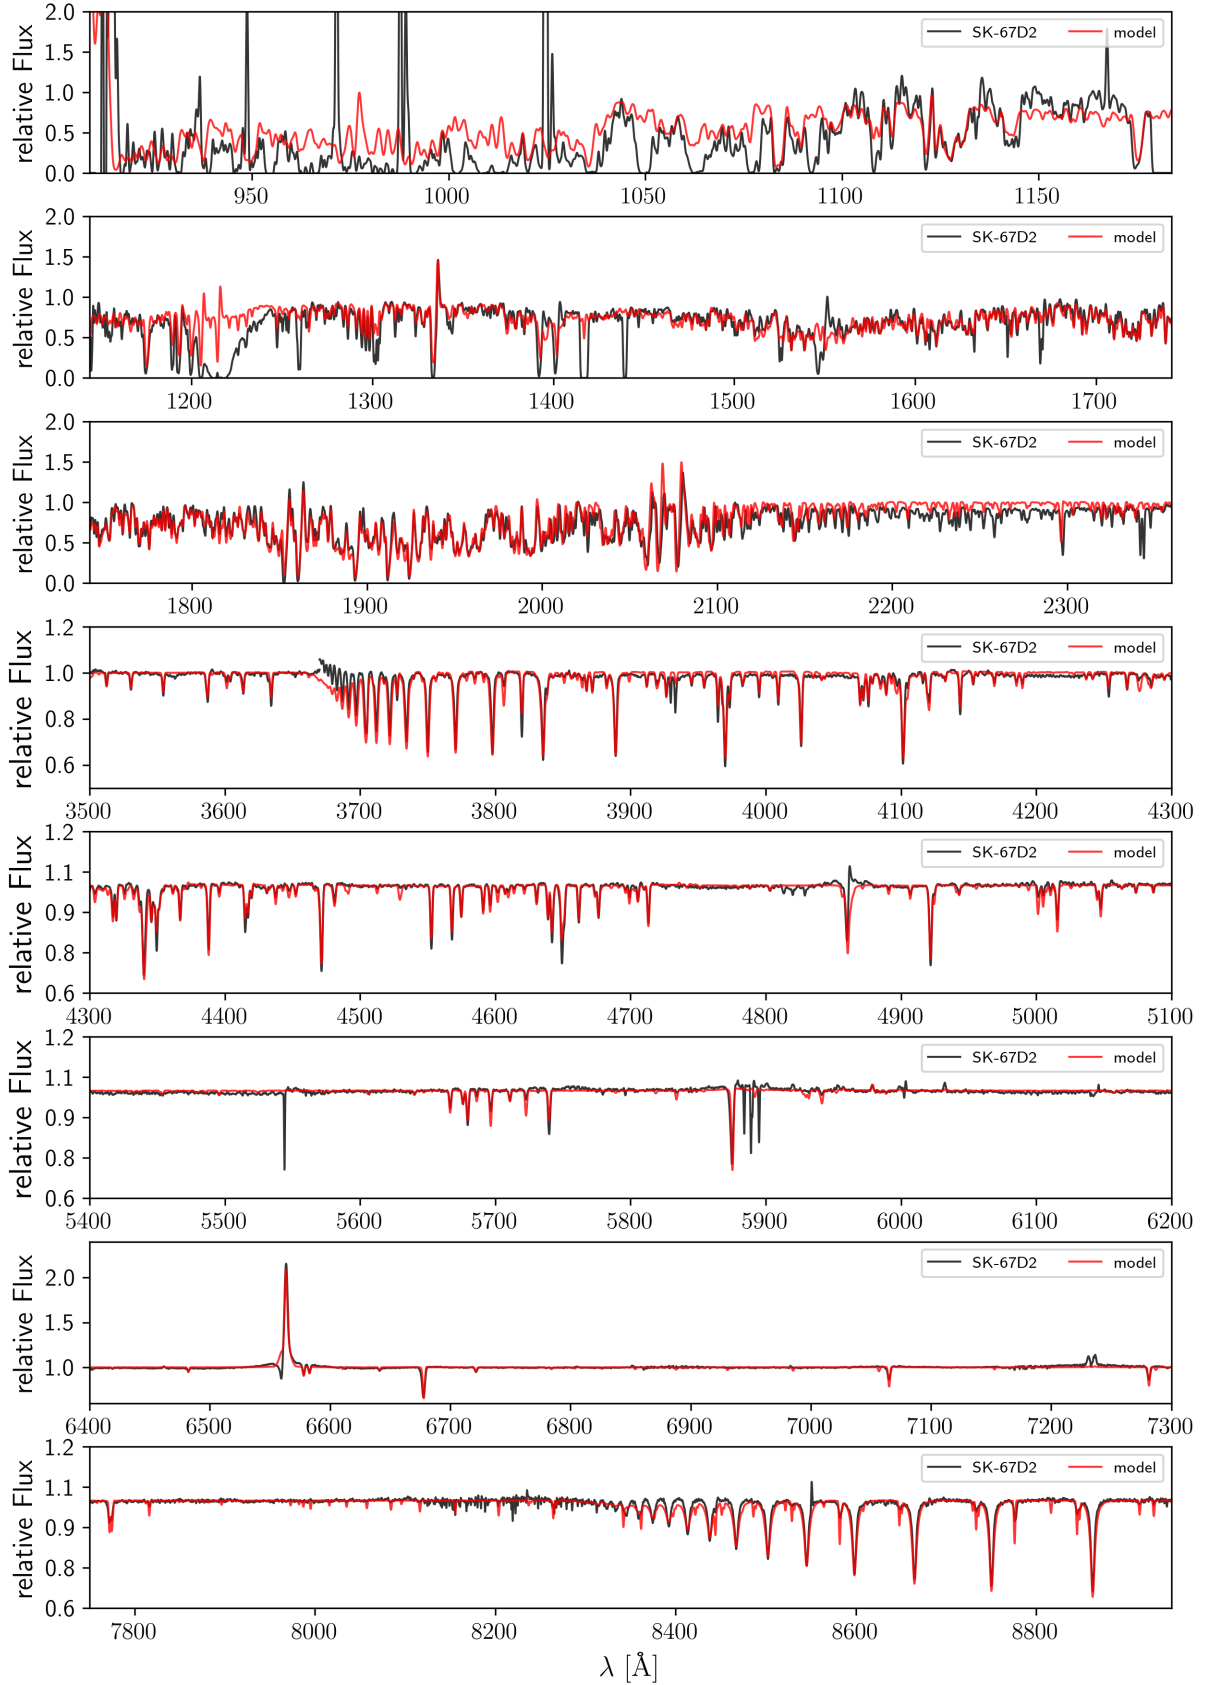 relative Flux
2.0
1.5
1.0
0.5
0.0
SK-67D2 model
950 1000 1050 1100 1150
relative Flux
2.0
1.5
1.0
0.5
0.0
SK-67D2 model
1200 1300 1400 1500 1600 1700
relative Flux
2.0
1.5
1.0
0.5
0.0
SK-67D2 model
1800 1900 2000 2100 2200 2300
relative Flux
1.2
1.0
0.8
0.6
SK-67D2 model
3500 3600 3700 3800 3900 4000 4100 4200 4300
relative Flux
1.2
1.1
0.9
0.8
0.6
SK-67D2 model
4300 4400 4500 4600 4700 4800 4900 5000 5100
relative Flux
1.2
1.1
0.9
0.8
0.6
SK-67D2 model
5400 5500 5600 5700 5800 5900 6000 6100 6200
relative Flux
2.0
1.5
1.0
SK-67D2 model
6400 6500 6600 6700 6800 6900 7000 7100 7200 7300
relative Flux
1.2
1.1
0.9
0.8
0.6
SK-67D2 model
7800 8000 8200 8400 8600 8800
λ [Å]